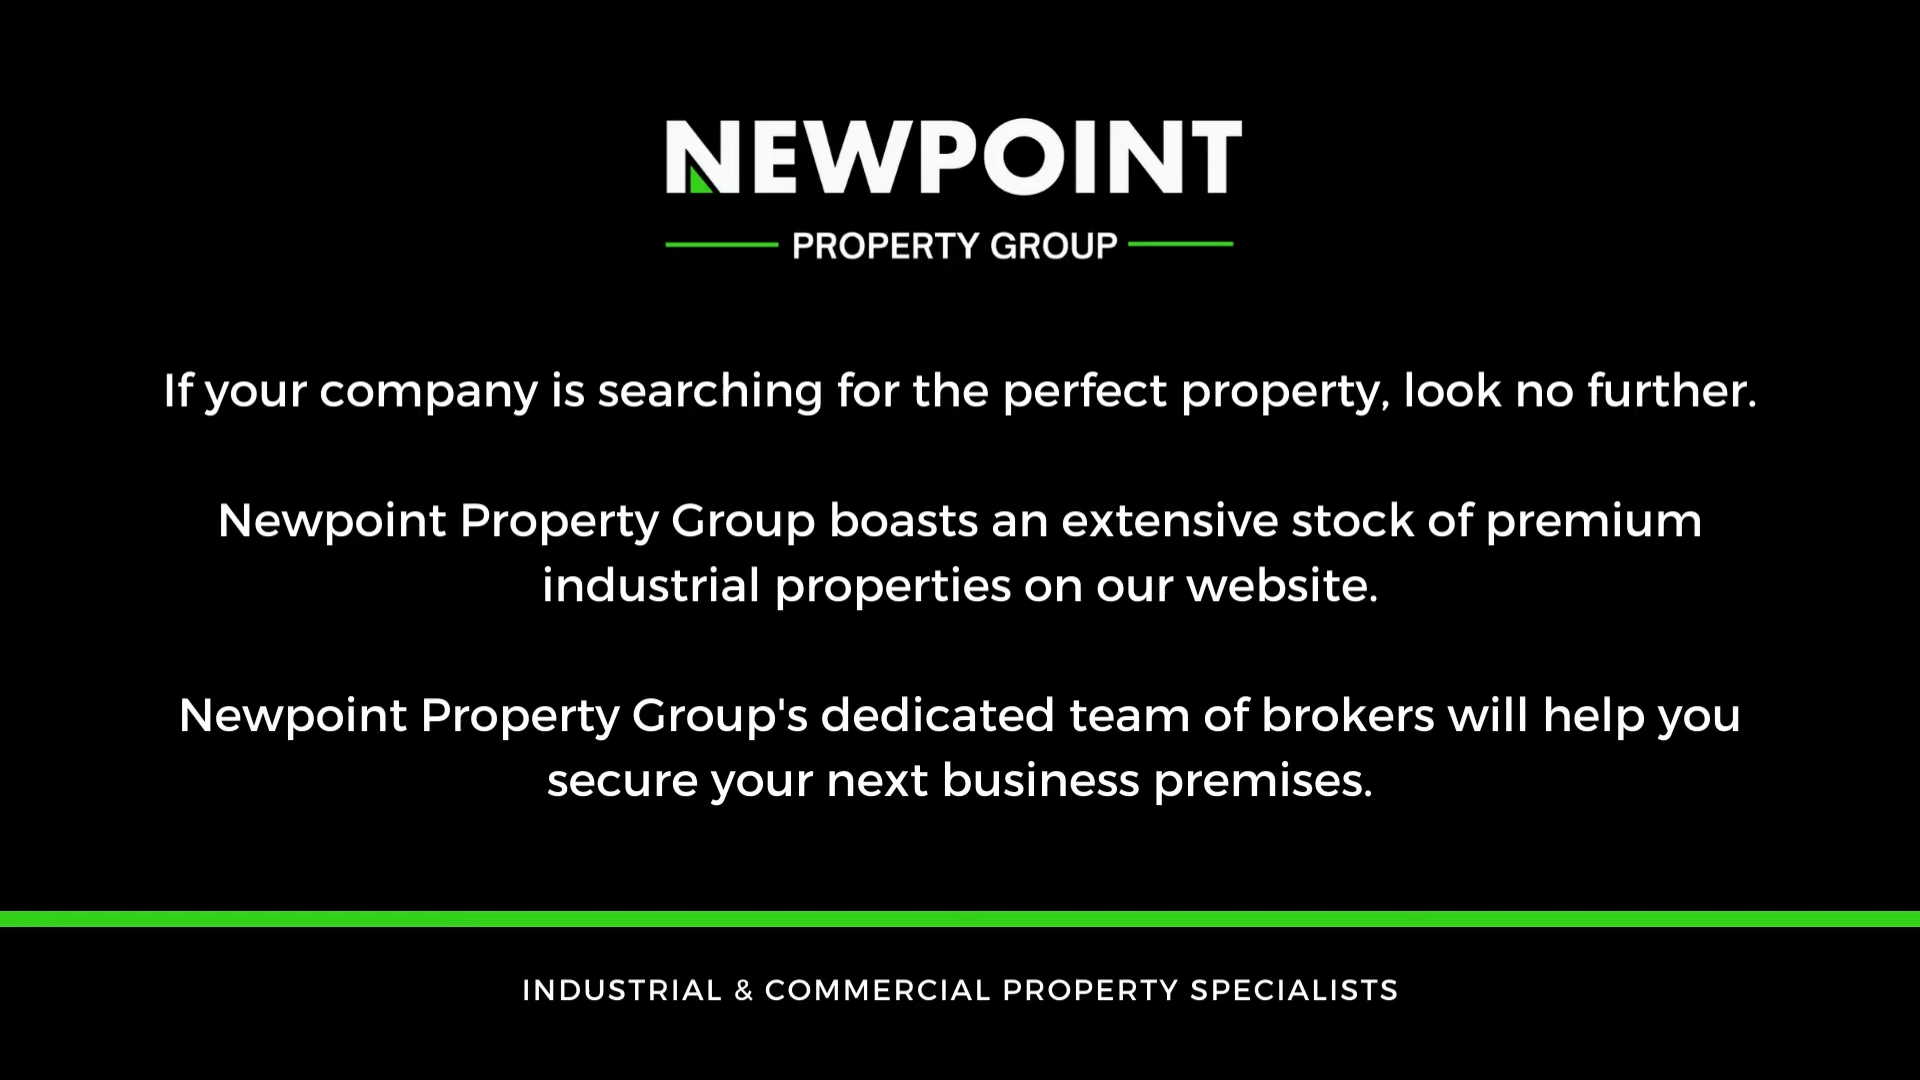 NEWPOINT
PROPERTY GROUP
If your company is searching for the perfect property, look no further.
Newpoint Property Group boasts an extensive stock of premium
industrial properties on our website.
Newpoint Property Group's dedicated team of brokers will help you
secure your next business premises.
INDUSTRIAL & COMMERCIAL PROPERTY SPECIALISTS